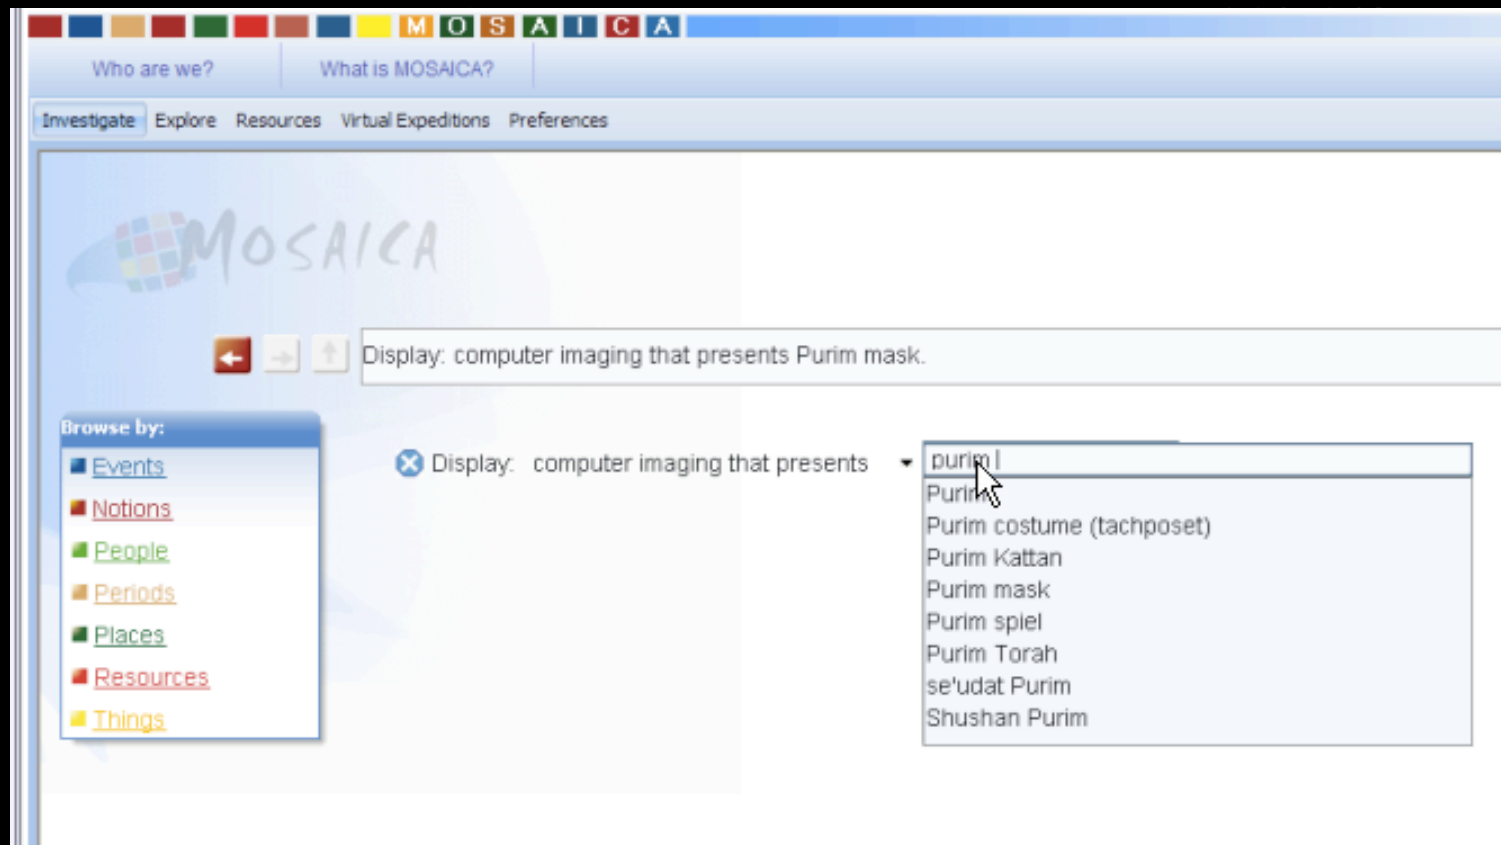 MOSAICA
Who are we? What is MOSAICA?
Investigate Explore Resources Virtual Expeditions Preferences
MOSAICA
Display: computer imaging that presents Purim mask.
Browse by:
Events
Notions
People
Periods
Places
Resources
Things
Display: computer imaging that presents purim
Purim
Purim costume (tachposet)
Purim Kattan
Purim mask
Purim spiel
Purim Torah
se'udat Purim
Shushan Purim